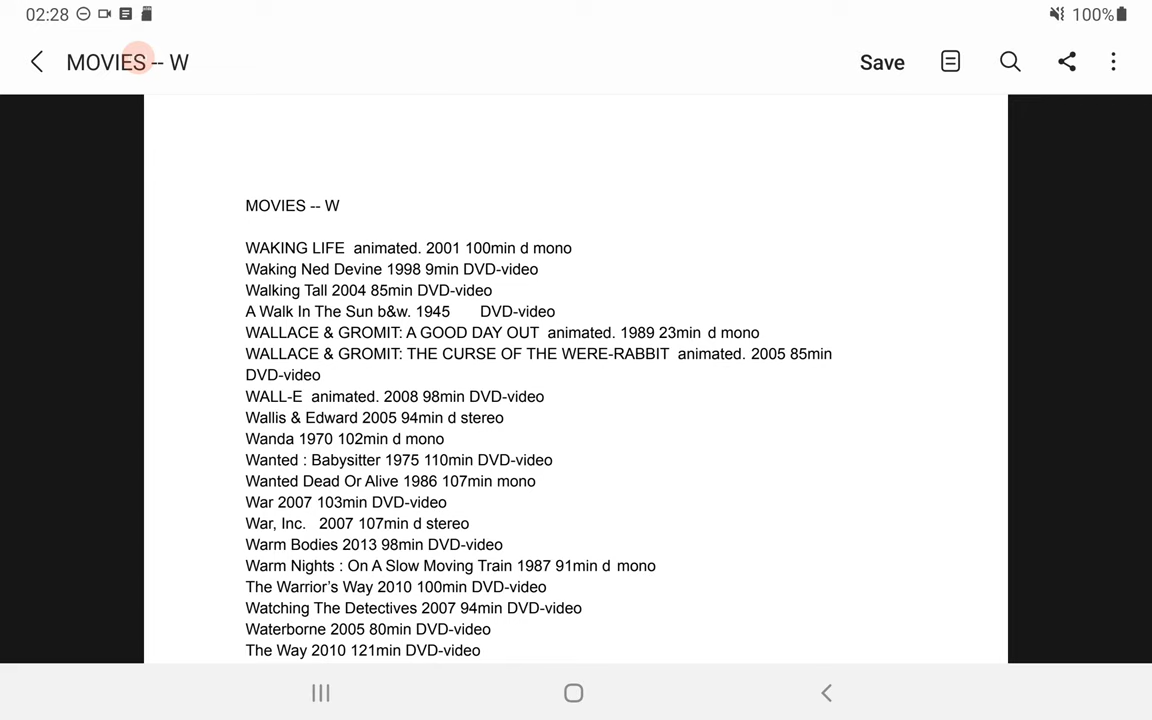 02:28
100%
MOVIES -- W
Save
MOVIES -- W
WAKING LIFE  animated. 2001 100min d mono
Waking Ned Devine 1998 9min DVD-video
Walking Tall 2004 85min DVD-video
A Walk In The Sun b&w. 1945       DVD-video
WALLACE & GROMIT: A GOOD DAY OUT  animated. 1989 23min  d mono
WALLACE & GROMIT: THE CURSE OF THE WERE-RABBIT  animated. 2005 85min
DVD-video
WALL-E  animated. 2008 98min DVD-video
Wallis & Edward 2005 94min d stereo
Wanda 1970 102min d mono
Wanted : Babysitter 1975 110min DVD-video
Wanted Dead Or Alive 1986 107min mono
War 2007 103min DVD-video
War, Inc.   2007 107min d stereo
Warm Bodies 2013 98min DVD-video
Warm Nights : On A Slow Moving Train 1987 91min d  mono
The Warrior’s Way 2010 100min DVD-video
Watching The Detectives 2007 94min DVD-video
Waterborne 2005 80min DVD-video
The Way 2010 121min DVD-video